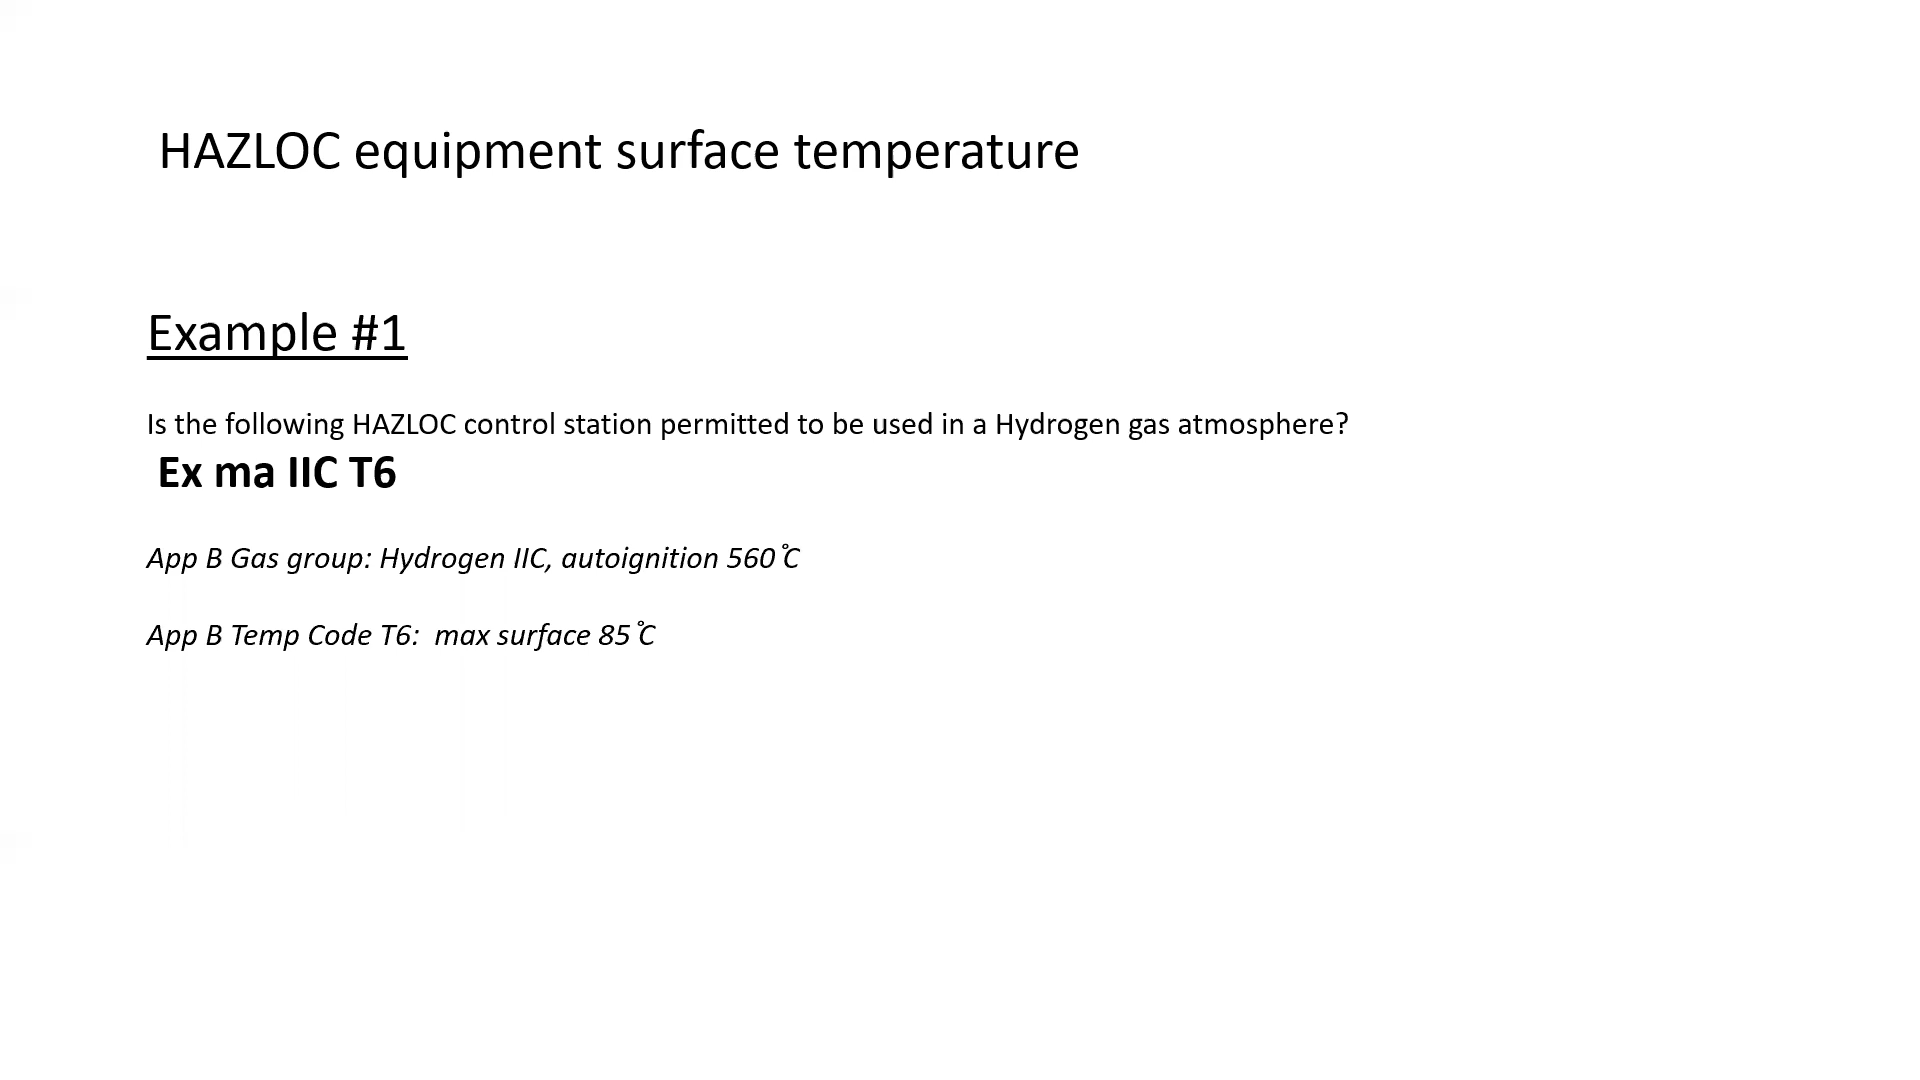 HAZLOC equipment surface temperature
Example #1
Is the following HAZLOC control station permitted to be used in a Hydrogen gas atmosphere?
Ex ma IIC T6
App B Gas group: Hydrogen IIC, autoignition 560˚C
App B Temp Code T6:  max surface 85˚C